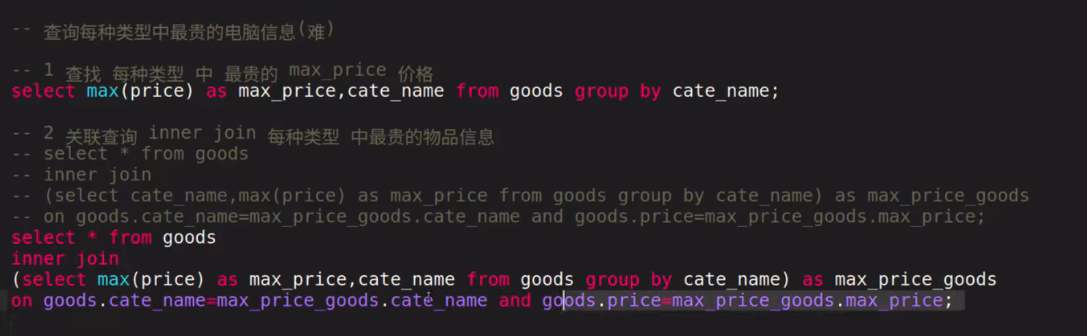 -- 查询每种类型中最贵的电脑信息(难)
-- 1 查找 每种类型 中 最贵的 max_price 价格
select max(price) as max_price,cate_name from goods group by cate_name;
-- 2 关联查询 inner join 每种类型 中最贵的物品信息
-- select * from goods
-- inner join
-- (select cate_name,max(price) as max_price from goods group by cate_name) as max_price_goods
-- on goods.cate_name=max_price_goods.cate_name and goods.price=max_price_goods.max_price;
select * from goods
inner join
(select max(price) as max_price,cate_name from goods group by cate_name) as max_price_goods
on goods.cate_name=max_price_goods.cate_name and goods.price=max_price_goods.max_price;